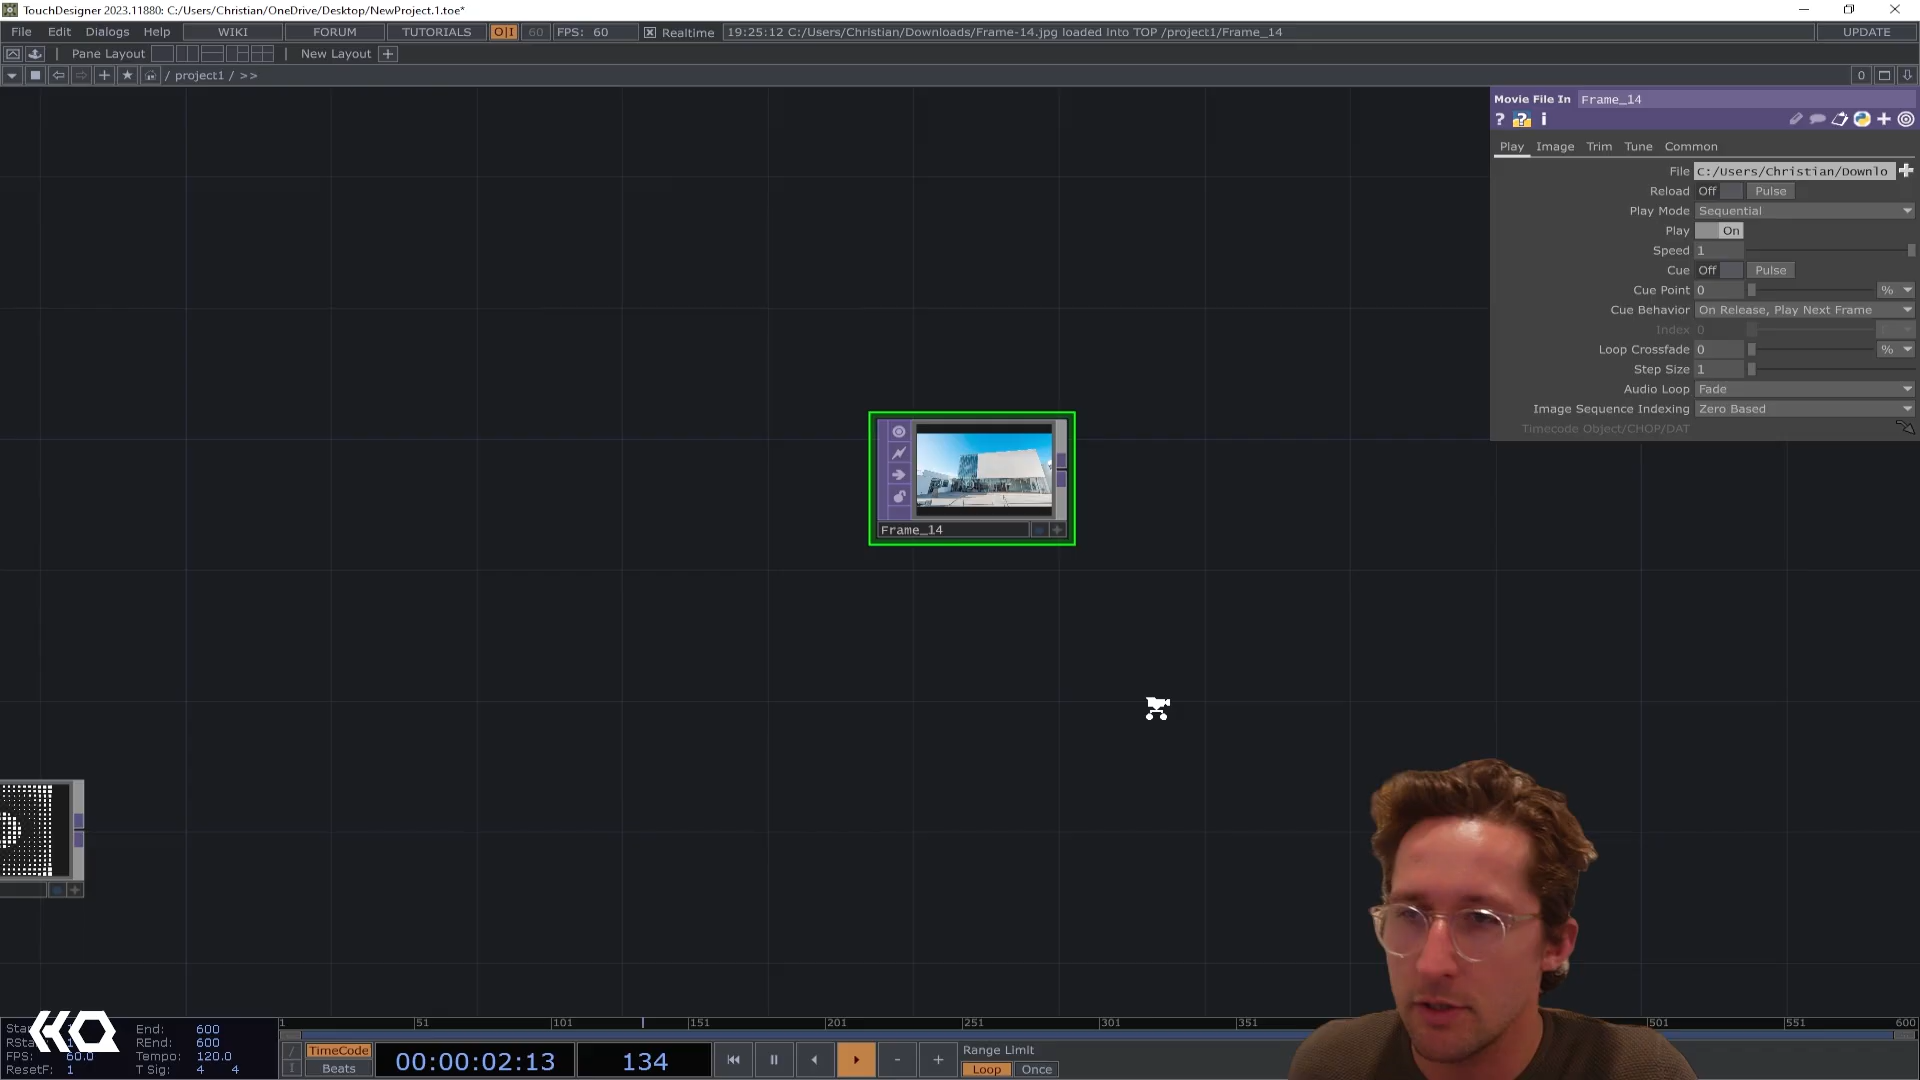 TouchDesigner 2023.11880: C:/Users/Christian/OneDrive/Desktop/NewProject.1.toe*
File Edit Dialogs Help WIKI FORUM TUTORIALS O|I 60 FPS: 60 Realtime 19:25:12 C:/Users/Christian/Downloads/Frame-14.jpg loaded into TOP /project1/Frame_14 UPDATE
Pane Layout New Layout +
/ project1 / >> 0
Movie File In Frame_14
? ? i
Play Image Trim Tune Common
File C:/Users/Christian/Downlo
Reload Off Pulse
Play Mode Sequential
Play On
Speed 1
Cue Off Pulse
Cue Point 0 %
Cue Behavior On Release, Play Next Frame
Index 0
Loop Crossfade 0 %
Step Size 1
Audio Loop Fade
Image Sequence Indexing Zero Based
Timecode Object/CHOP/DAT
Frame_14
1 51 101 151 201 251 301 351 501 551 600
End: 600
REnd: 600
FPS: 60.0 Tempo: 120.0
ResetF: 1 T Sig: 4 4
HQ
TimeCode
Beats
00:00:02:13 134
Range Limit
Loop Once